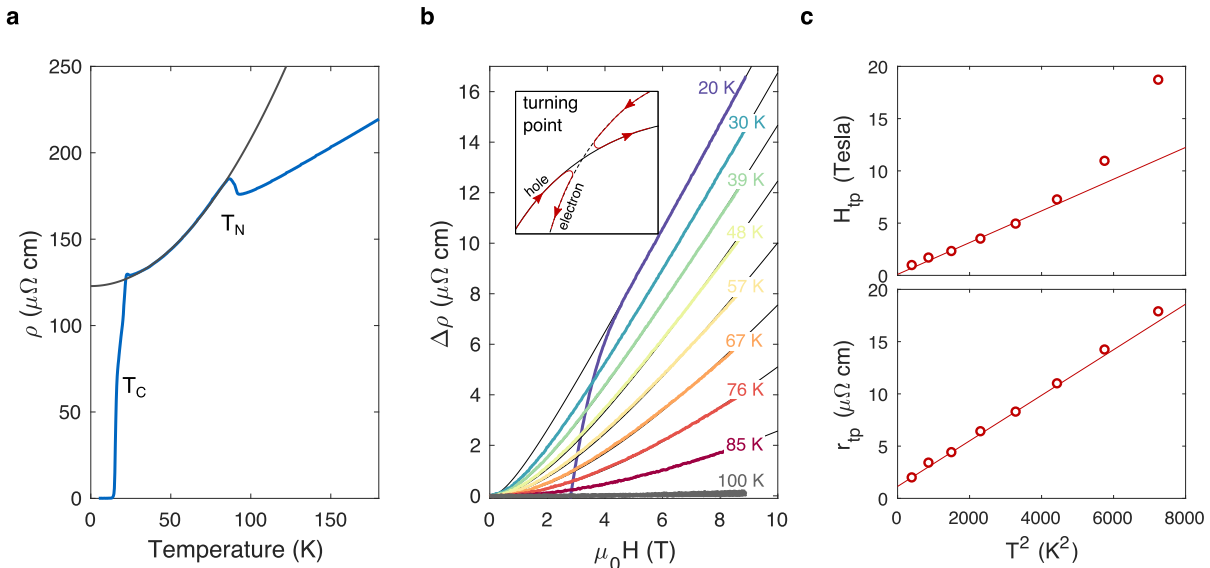 a
250
200
150
100
50
0
ρ (μΩ cm)
T_N
T_C
0
50
100
150
Temperature (K)
b
16
14
12
10
8
6
4
2
0
Δρ (μΩ cm)
turning
point
hole
electron
20 K
30 K
39 K
48 K
57 K
67 K
76 K
85 K
100 K
0
2
4
6
8
10
μ₀H (T)
c
20
15
10
5
0
H_tp (Tesla)
20
15
10
5
0
r_tp (μΩ cm)
0
2000
4000
6000
8000
T² (K²)